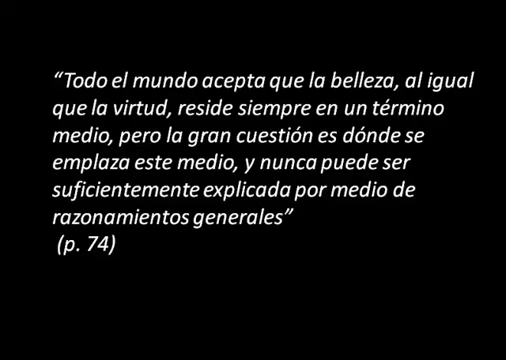 “Todo el mundo acepta que la belleza, al igual
que la virtud, reside siempre en un término
medio, pero la gran cuestión es dónde se
emplaza este medio, y nunca puede ser
suficientemente explicada por medio de
razonamientos generales”
(p. 74)